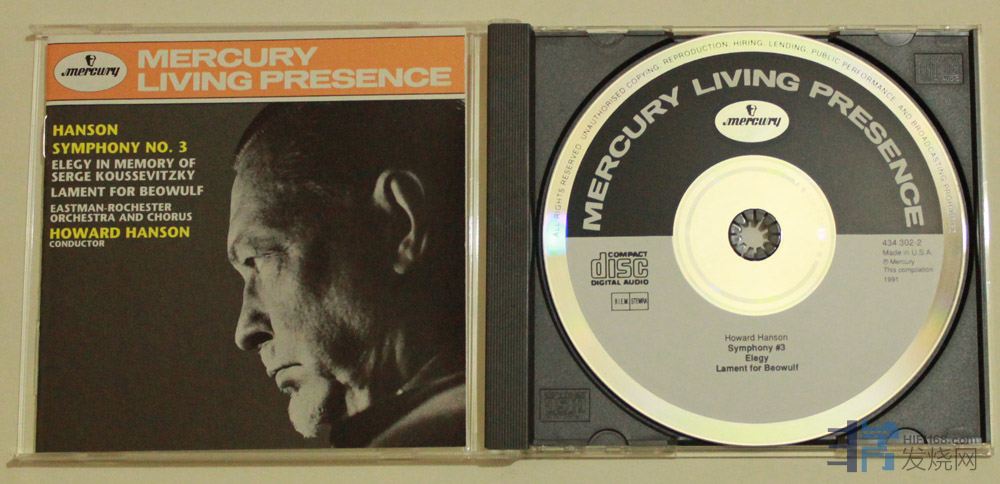 mercury
MERCURY
LIVING PRESENCE
HANSON
SYMPHONY NO. 3
ELEGY IN MEMORY OF
SERGE KOUSSEVITZKY
LAMENT FOR BEOWULF
EASTMAN-ROCHESTER
ORCHESTRA AND CHORUS
HOWARD HANSON
CONDUCTOR
ALL RIGHTS RESERVED. UNAUTHORISED COPYING, REPRODUCTION, HIRING, LENDING, PUBLIC PERFORMANCE, AND BROADCASTING
MERCURY LIVING PRESENCE
mercury
434 302-2
Made in U.S.A.
℗ Mercury
This compilation
1991
COMPACT
disc
DIGITAL AUDIO
B.I.E.M. STEMRA
Howard Hanson
Symphony #3
Elegy
Lament for Beowulf
发烧网